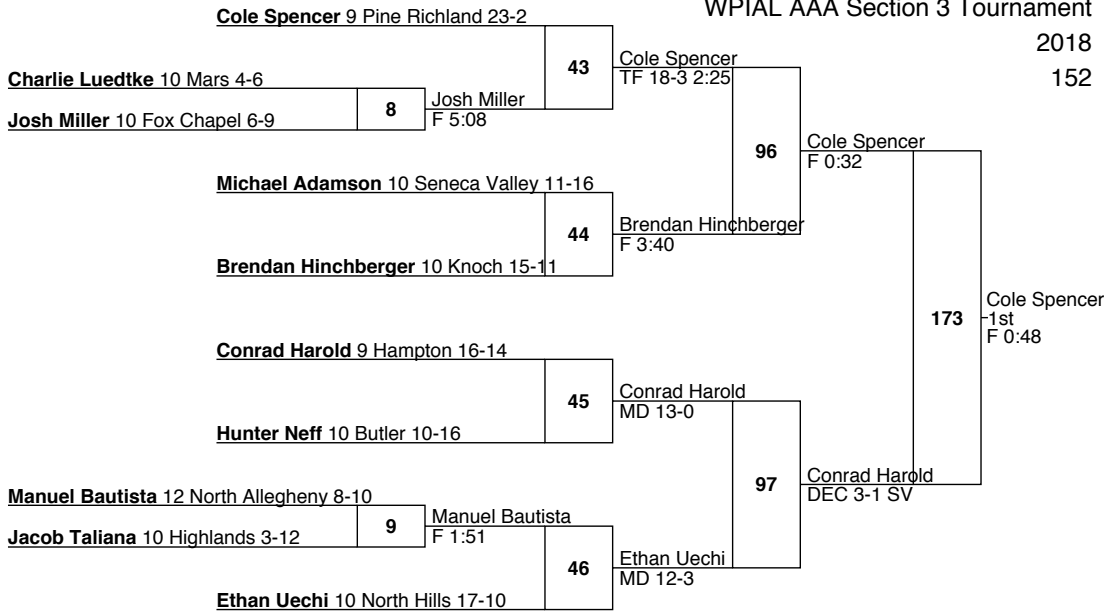 WPIAL AAA Section 3 Tournament
2018
152
Cole Spencer 9 Pine Richland 23-2
43
Cole Spencer
TF 18-3 2:25
Charlie Luedtke 10 Mars 4-6
8
Josh Miller
F 5:08
Josh Miller 10 Fox Chapel 6-9
96
Cole Spencer
F 0:32
Michael Adamson 10 Seneca Valley 11-16
44
Brendan Hinchberger
F 3:40
Brendan Hinchberger 10 Knoch 15-11
173
Cole Spencer
1st
F 0:48
Conrad Harold 9 Hampton 16-14
45
Conrad Harold
MD 13-0
Hunter Neff 10 Butler 10-16
97
Conrad Harold
DEC 3-1 SV
Manuel Bautista 12 North Allegheny 8-10
9
Manuel Bautista
F 1:51
Jacob Taliana 10 Highlands 3-12
46
Ethan Uechi
MD 12-3
Ethan Uechi 10 North Hills 17-10